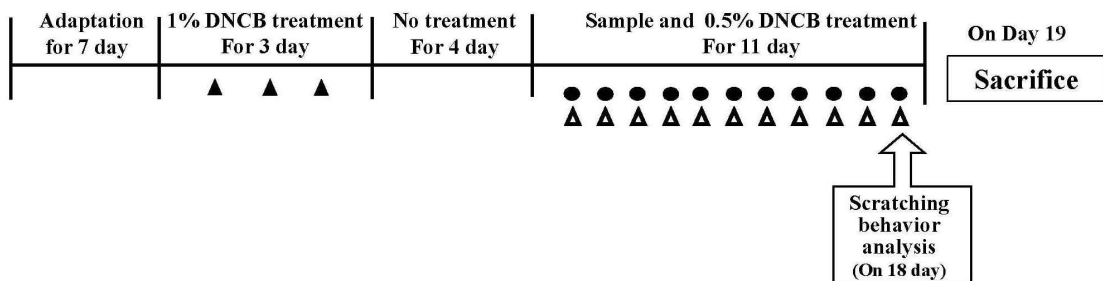 Adaptation
for 7 day
1% DNCB treatment
For 3 day
No treatment
For 4 day
Sample and 0.5% DNCB treatment
For 11 day
On Day 19
Sacrifice
Scratching
behavior
analysis
(On 18 day)